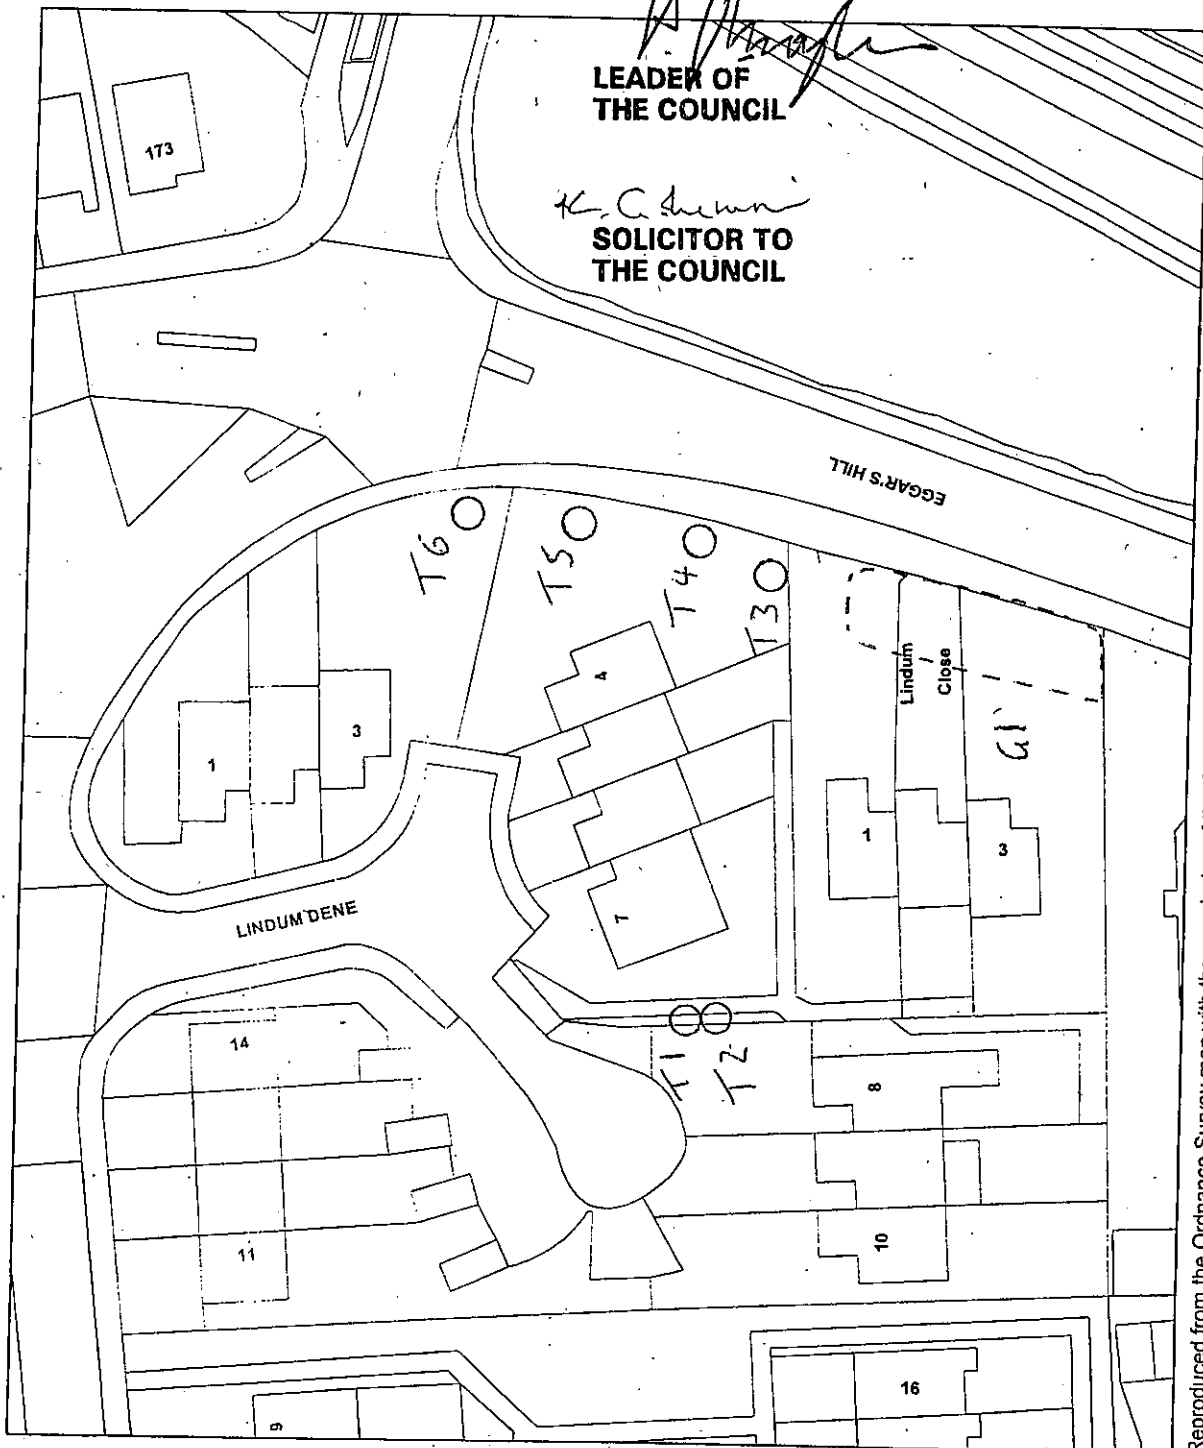 LEADER OF
THE COUNCIL
173
SOLICITOR TO
THE COUNCIL
EGGAR'S HILL
T6
T5
T4
T3
4
Lindum
Close
G1
1
3
1
3
7
LINDUM DENE
14
T1
T2
8
11
10
16
9
Reproduced from the Ordnance Survey map with the